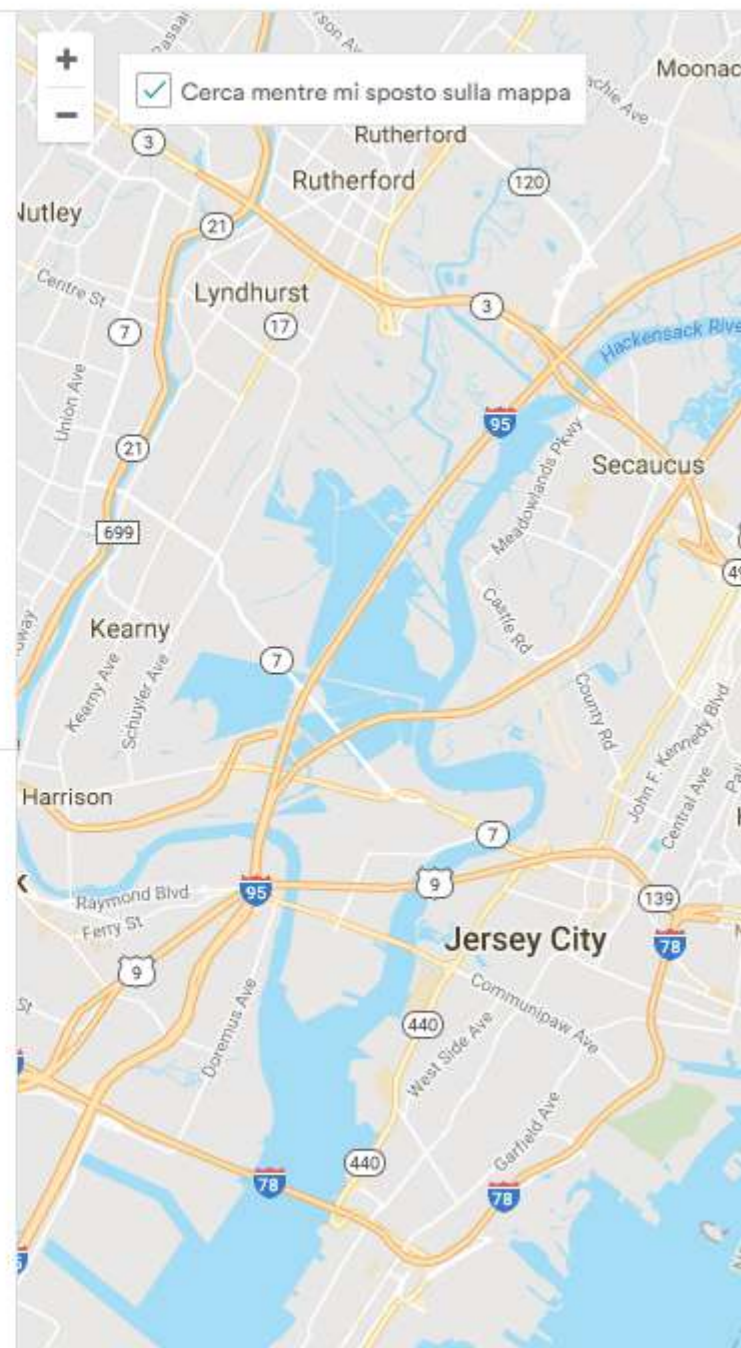 +
Cerca mentre mi sposto sulla mappa
−
3
Rutherford
120
Rutherford
Nutley
21
Lyndhurst
Centre St
3
17
7
Hackensack
Union Ave
95
21
Meadowlands Pkwy
Secaucus
699
Castle Rd
Kearny
7
Kearny Ave
Schuyler Ave
County Rd
John F. Kennedy Blvd
Central Ave
Harrison
7
9
95
Raymond Blvd
139
Ferry St
Jersey City
78
9
Communipaw Ave
Doremus Ave
440
West Side Ave
Garfield Ave
440
78
78